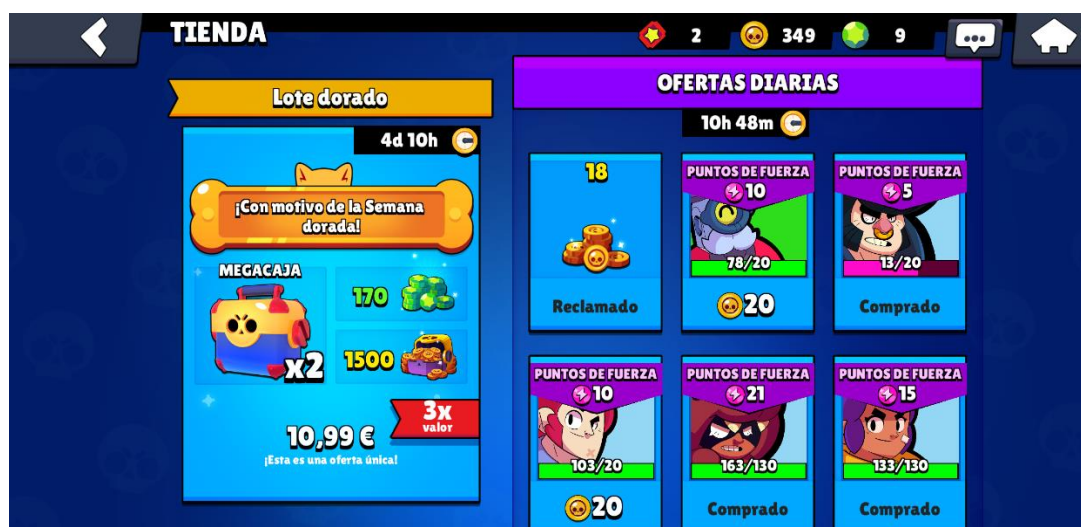 TIENDA
2
349
9
Lote dorado
4d 10h
¡Con motivo de la Semana
dorada!
MEGACAJA
x2
170
1500
3x
valor
10,99 €
¡Esta es una oferta única!
OFERTAS DIARIAS
10h 48m
18
Reclamado
PUNTOS DE FUERZA
10
78/20
20
PUNTOS DE FUERZA
5
13/20
Comprado
PUNTOS DE FUERZA
10
103/20
20
PUNTOS DE FUERZA
21
163/130
Comprado
PUNTOS DE FUERZA
15
133/130
Comprado